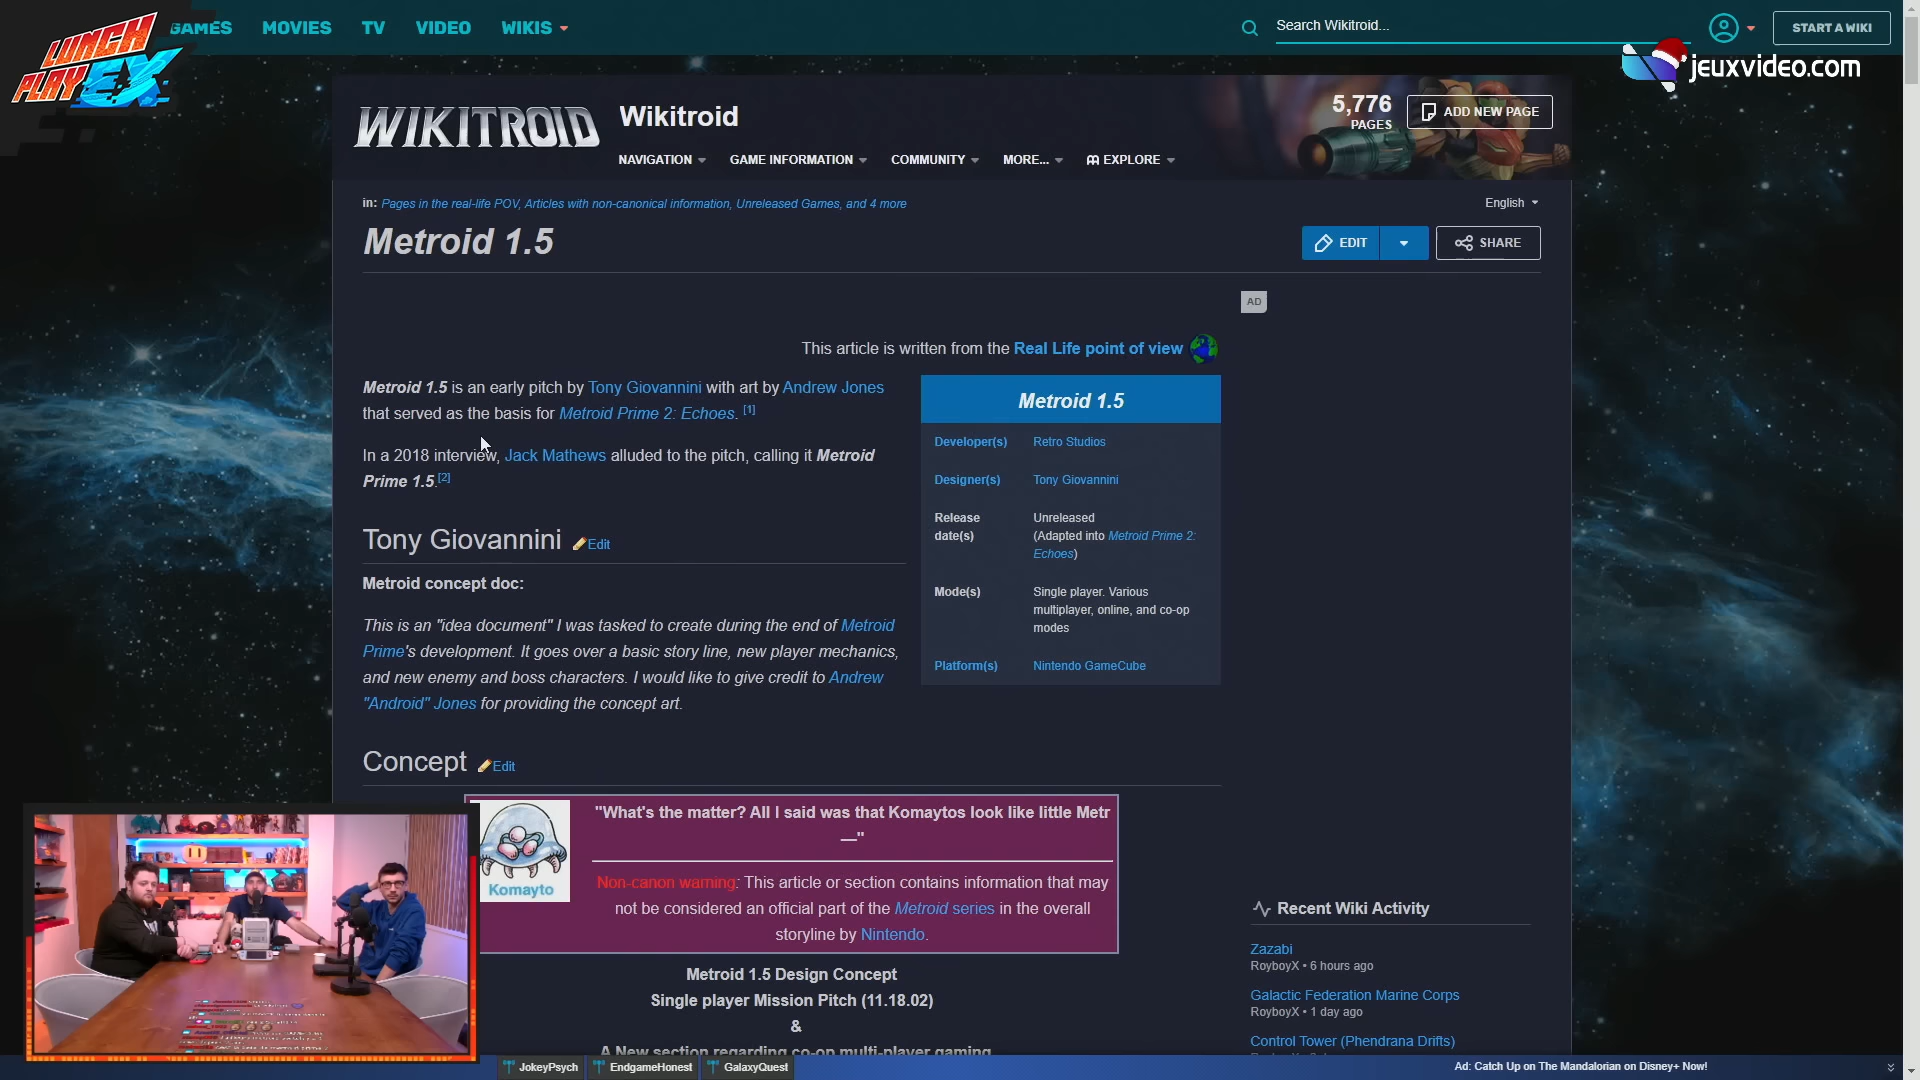 LUNCH
PLAY EX
GAMES MOVIES TV VIDEO WIKIS
Search Wikitroid...
START A WIKI
jeuxvideo.com
WIKITROID
Wikitroid
5,776
PAGES
ADD NEW PAGE
NAVIGATION GAME INFORMATION COMMUNITY MORE... EXPLORE
in: Pages in the real-life POV, Articles with non-canonical information, Unreleased Games, and 4 more
English
Metroid 1.5
EDIT
SHARE
AD
This article is written from the Real Life point of view
Metroid 1.5 is an early pitch by Tony Giovannini with art by Andrew Jones
that served as the basis for Metroid Prime 2: Echoes. [1]
In a 2018 interview, Jack Mathews alluded to the pitch, calling it Metroid
Prime 1.5.[2]
Metroid 1.5
Developer(s) Retro Studios
Designer(s) Tony Giovannini
Release
date(s)
Unreleased
(Adapted into Metroid Prime 2:
Echoes)
Mode(s)
Single player. Various
multiplayer, online, and co-op
modes
Platform(s) Nintendo GameCube
Tony Giovannini Edit
Metroid concept doc:
This is an "idea document" I was tasked to create during the end of Metroid
Prime's development. It goes over a basic story line, new player mechanics,
and new enemy and boss characters. I would like to give credit to Andrew
"Android" Jones for providing the concept art.
Concept Edit
Komayto
"What's the matter? All I said was that Komaytos look like little Metr
—"
Non-canon warning: This article or section contains information that may
not be considered an official part of the Metroid series in the overall
storyline by Nintendo.
Metroid 1.5 Design Concept
Single player Mission Pitch (11.18.02)
&
A New section regarding co-op multi-player gaming
Recent Wiki Activity
Zazabi
RoyboyX • 6 hours ago
Galactic Federation Marine Corps
RoyboyX • 1 day ago
Control Tower (Phendrana Drifts)
JokeyPsych EndgameHonest GalaxyQuest
Ad: Catch Up on The Mandalorian on Disney+ Now!